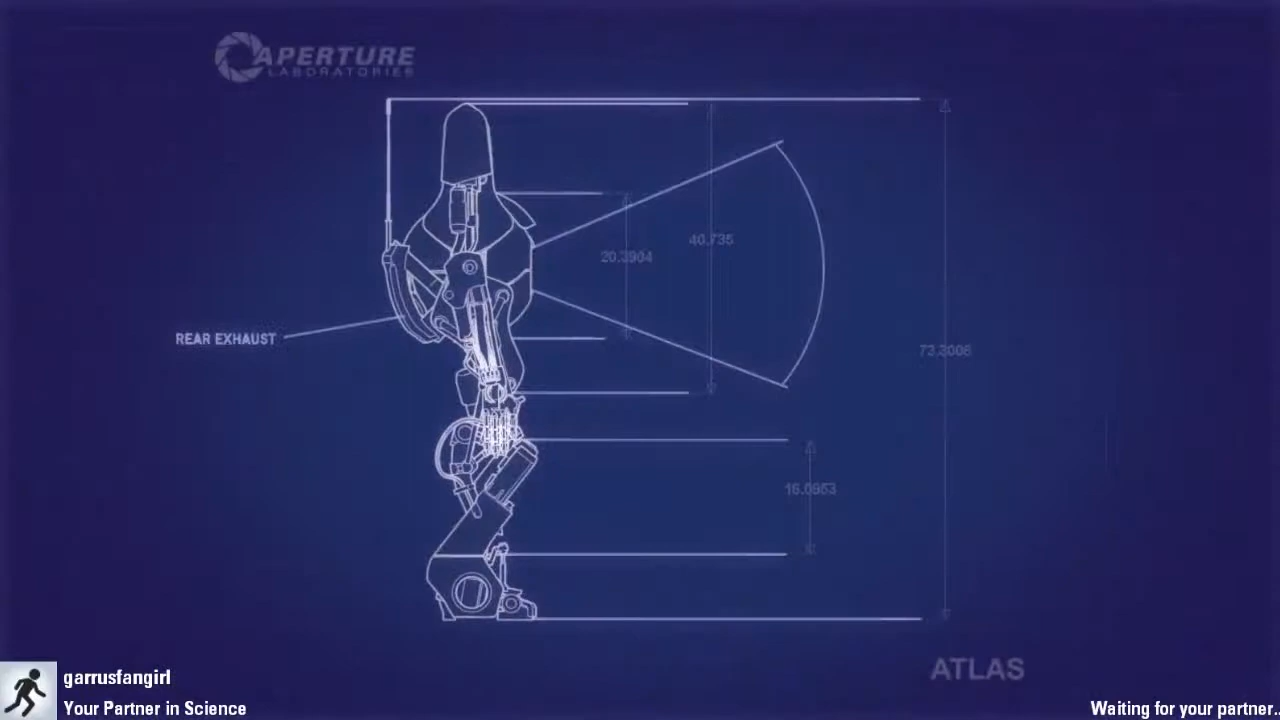 APERTURE
LABORATORIES
40.735
20.3904
REAR EXHAUST
73.3006
16.0953
ATLAS
garrusfangirl
Your Partner in Science
Waiting for your partner..